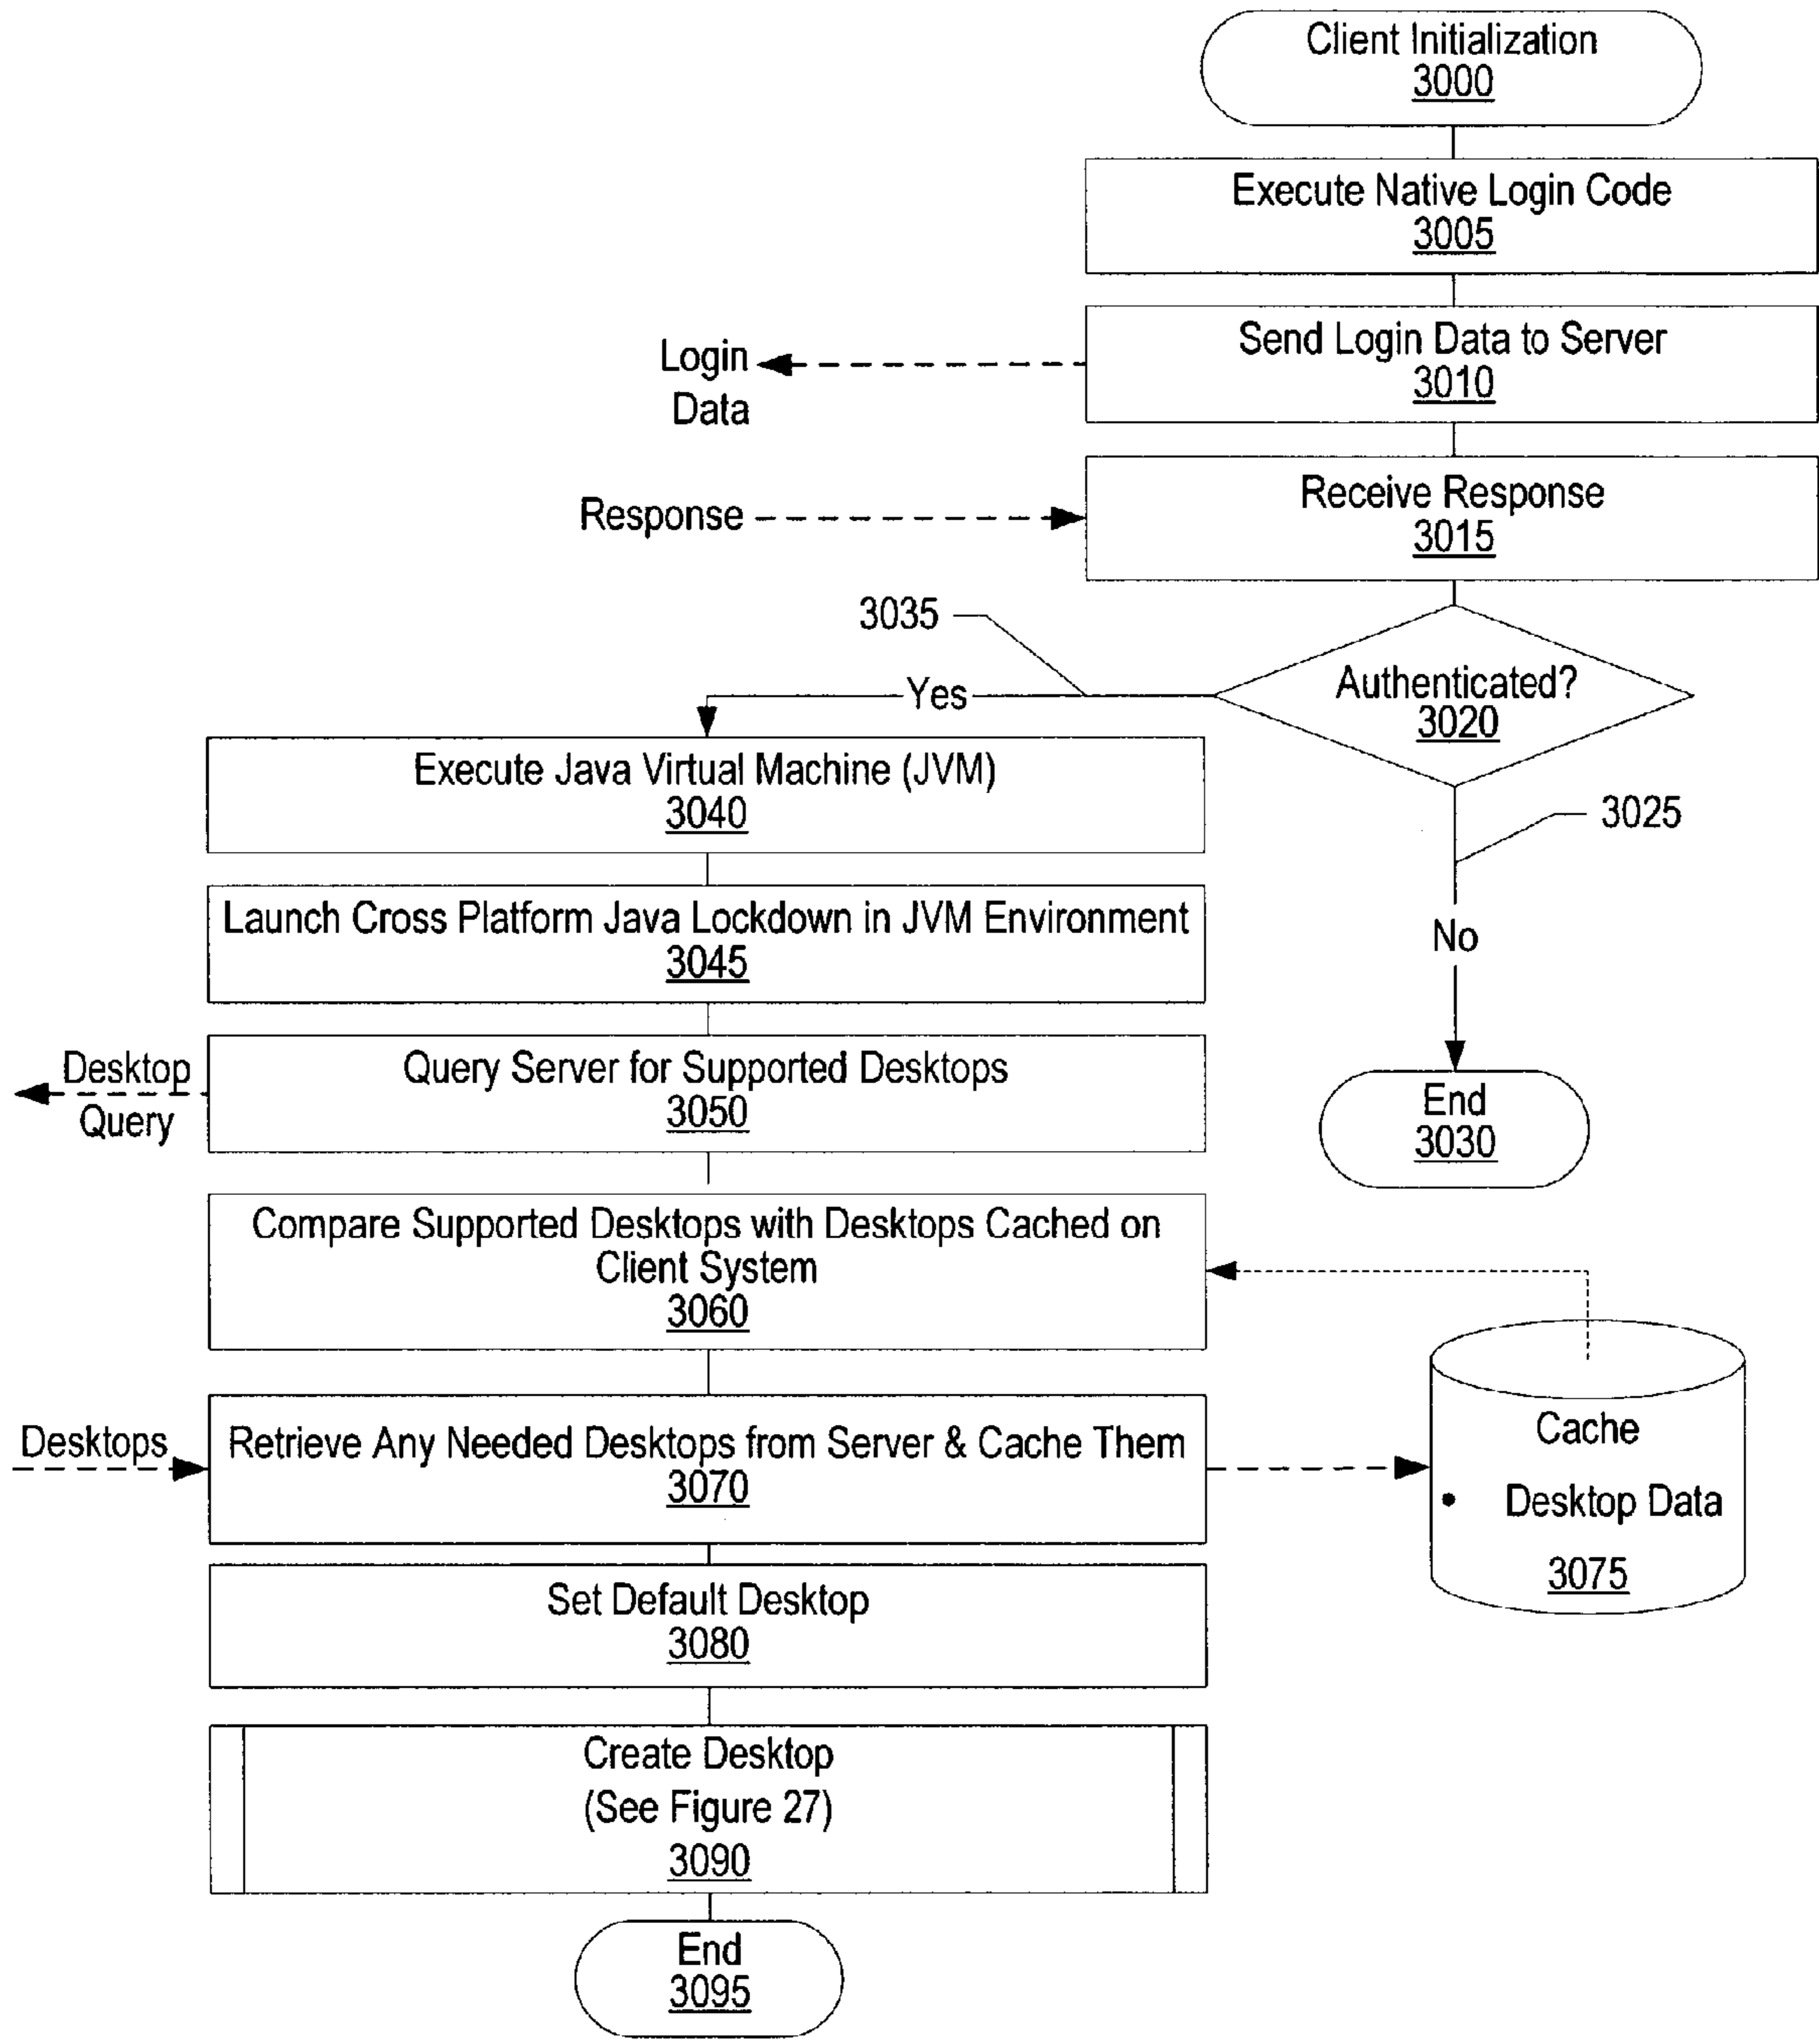 Client Initialization
3000
Execute Native Login Code
3005
Send Login Data to Server
3010
Login
Data
Receive Response
3015
Response
3035
Authenticated?
3020
Yes
Execute Java Virtual Machine (JVM)
3040
3025
Launch Cross Platform Java Lockdown in JVM Environment
3045
No
Query Server for Supported Desktops
3050
Desktop
Query
End
3030
Compare Supported Desktops with Desktops Cached on
Client System
3060
Desktops
Retrieve Any Needed Desktops from Server & Cache Them
3070
Cache
• Desktop Data
3075
Set Default Desktop
3080
Create Desktop
(See Figure 27)
3090
End
3095